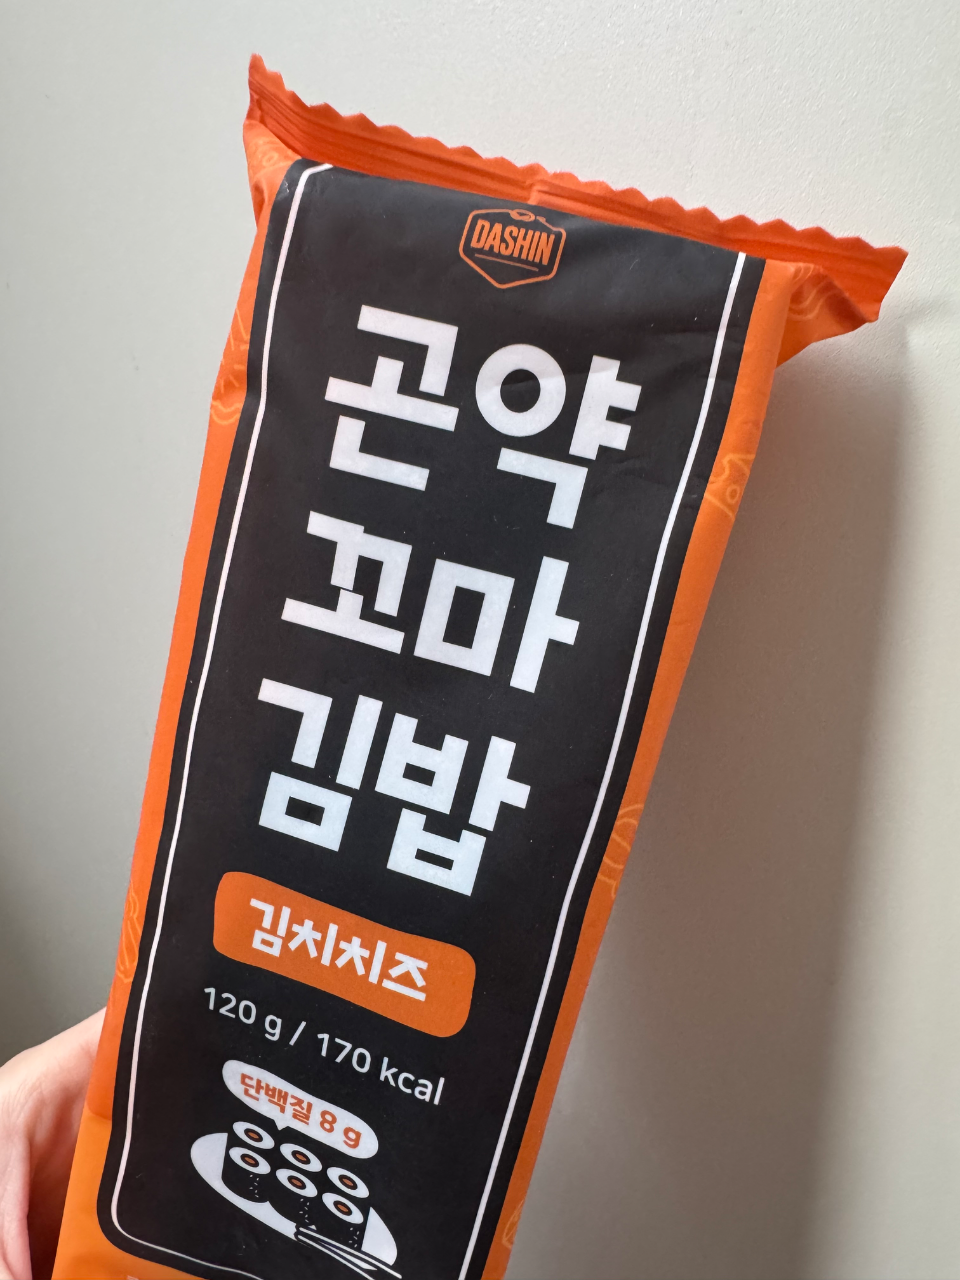 DASHIN
곤약
꼬마
김밥
김치치즈
120 g / 170 kcal
단백질 8 g